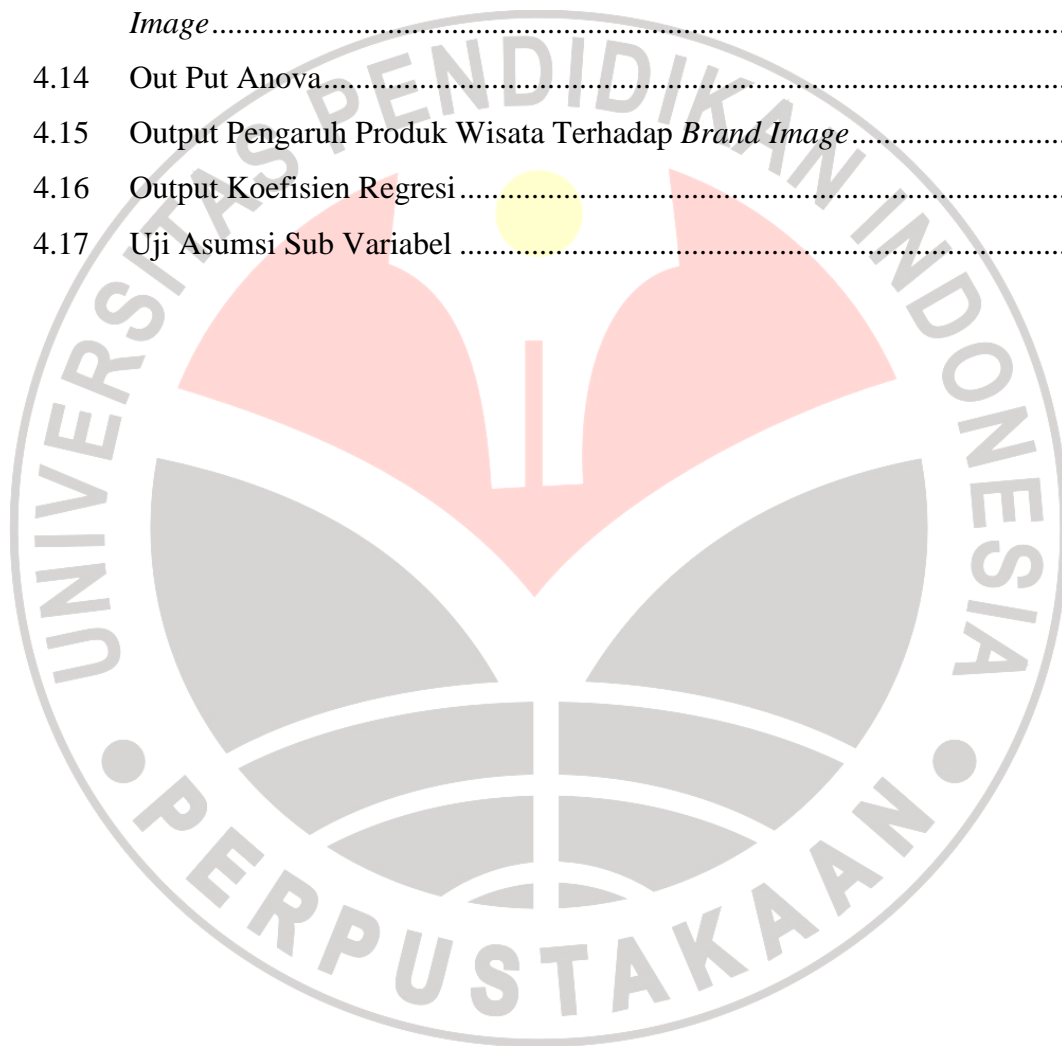 Image..........................................................................................
4.14 Out Put Anova..........................................................................
4.15 Output Pengaruh Produk Wisata Terhadap Brand Image..........................
4.16 Output Koefisien Regresi...........................................................
4.17 Uji Asumsi Sub Variabel ...........................................................
UNIVERSITAS PENDIDIKAN INDONESIA
PERPUSTAKAAN